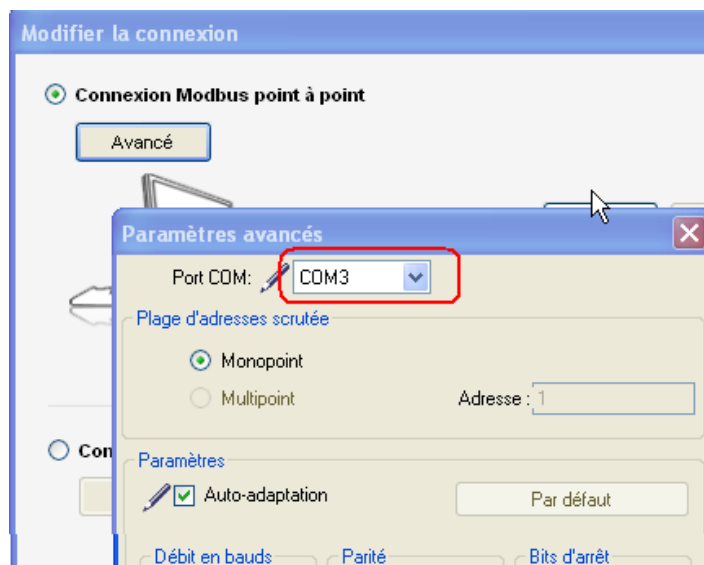 Modifier la connexion
Connexion Modbus point à point
Avancé
Paramètres avancés
Port COM: COM3
Plage d'adresses scrutée
Monopoint
Multipoint Adresse : 1
Con
Paramètres
Auto-adaptation Par défaut
Débit en bauds Parité Bits d'arrêt